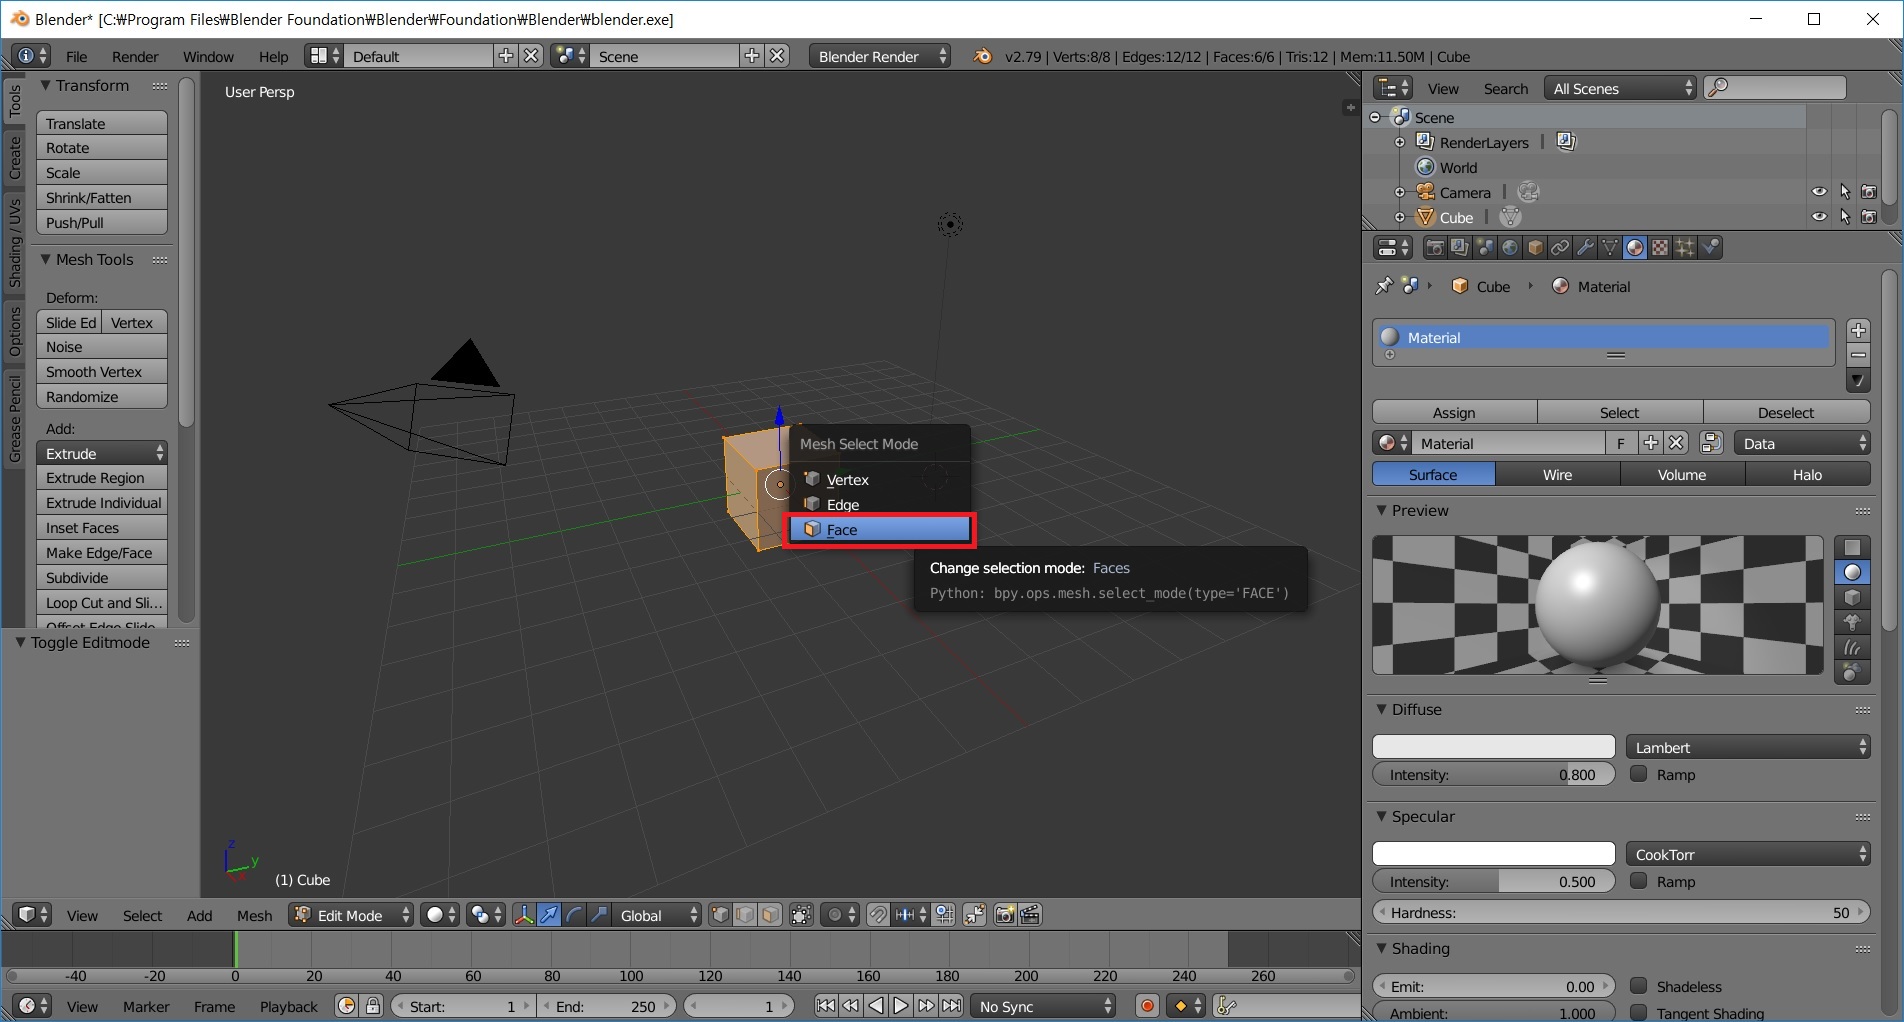 Blender* [C:₩Program Files₩Blender Foundation₩Blender₩Foundation₩Blender₩blender.exe]
File Render Window Help Default Scene Blender Render v2.79 | Verts:8/8 | Edges:12/12 | Faces:6/6 | Tris:12 | Mem:11.50M | Cube
Tools
Create
Shading / UVs
Options
Grease Pencil
Transform
Translate
Rotate
Scale
Shrink/Fatten
Push/Pull
Mesh Tools
Deform:
Slide Ed Vertex
Noise
Smooth Vertex
Randomize
Add:
Extrude
Extrude Region
Extrude Individual
Inset Faces
Make Edge/Face
Subdivide
Loop Cut and Sli...
Offset Edge Slide
Toggle Editmode
User Persp
Mesh Select Mode
Vertex
Edge
Face
Change selection mode: Faces
Python: bpy.ops.mesh.select_mode(type='FACE')
z
y
x
(1) Cube
View Select Add Mesh Edit Mode Global
-40 -20 0 20 40 60 80 100 120 140 160 180 200 220 240 260
View Marker Frame Playback Start: 1 End: 250 1 No Sync
View Search All Scenes
Scene
RenderLayers
World
Camera
Cube
Cube Material
Material
Assign Select Deselect
Material F Data
Surface Wire Volume Halo
Preview
Diffuse
Lambert
Intensity: 0.800 Ramp
Specular
CookTorr
Intensity: 0.500 Ramp
Hardness: 50
Shading
Emit: 0.00 Shadeless
Ambient: 1.000 Tangent Shading